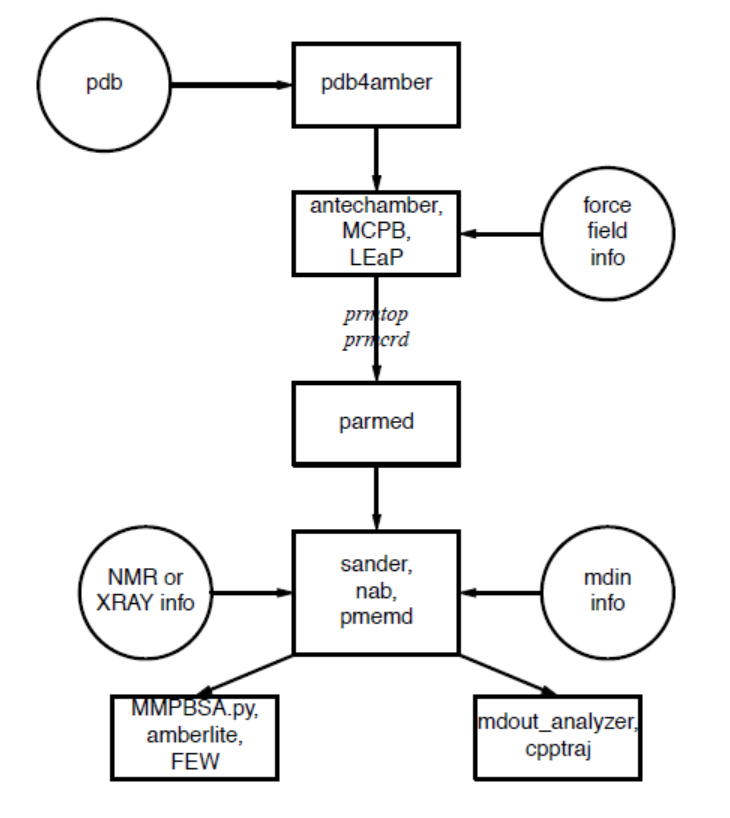 pdb
pdb4amber
antechamber,
MCPB,
LEaP
force
field
info
prmtop
prmcrd
parmed
NMR or
XRAY info
sander,
nab,
pmemd
mdin
info
MMPBSA.py,
amberlite,
FEW
mdout_analyzer,
cpptraj